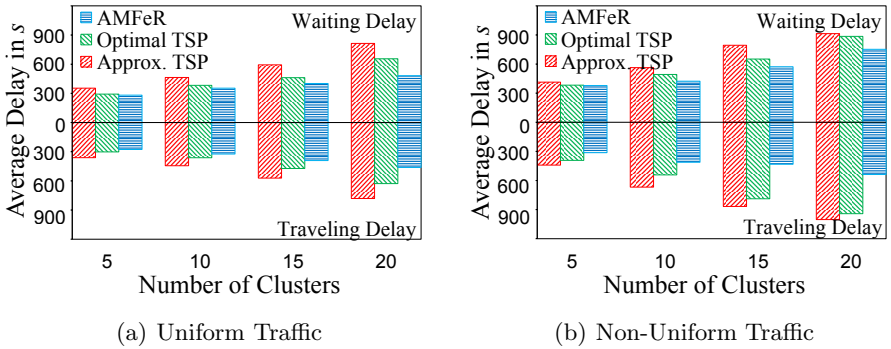 AMFeR
Optimal TSP
Approx. TSP
Waiting Delay
Traveling Delay
900
600
300
0
300
600
900
Average Delay in s
5 10 15 20
Number of Clusters
(a) Uniform Traffic
AMFeR
Optimal TSP
Approx. TSP
Waiting Delay
Traveling Delay
900
600
300
0
300
600
900
Average Delay in s
5 10 15 20
Number of Clusters
(b) Non-Uniform Traffic